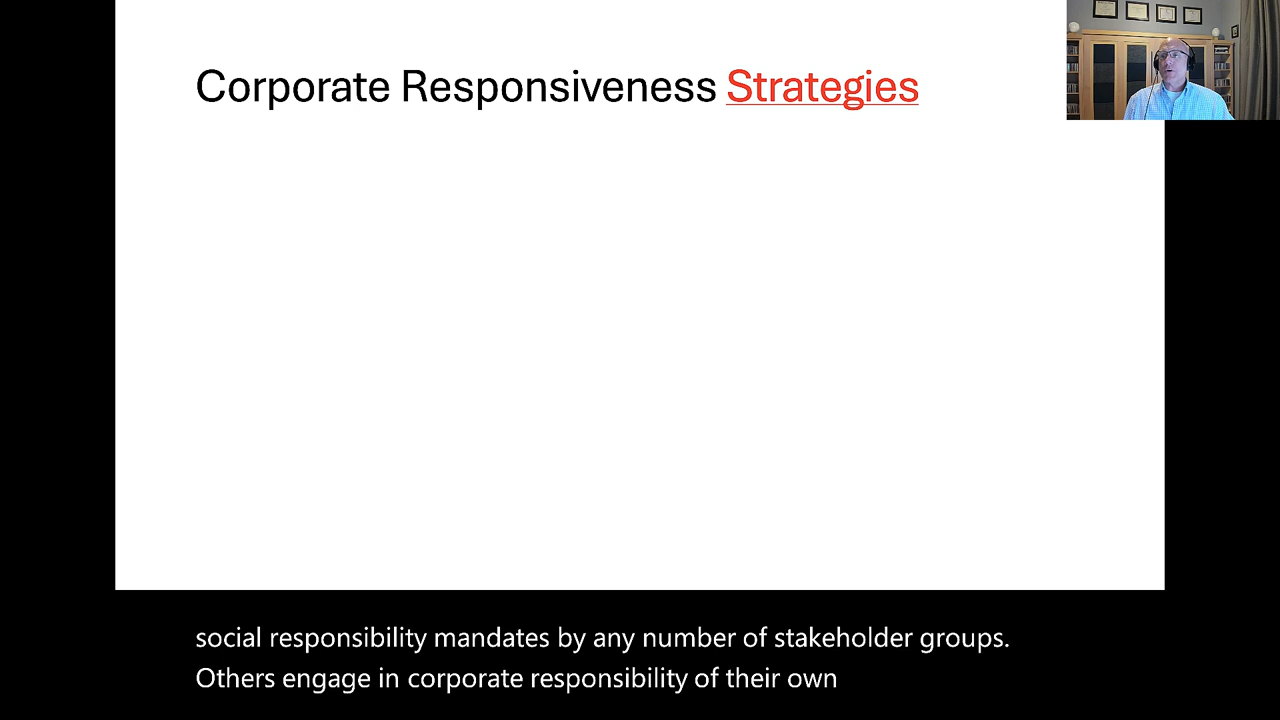 Corporate Responsiveness Strategies
social responsibility mandates by any number of stakeholder groups.
Others engage in corporate responsibility of their own